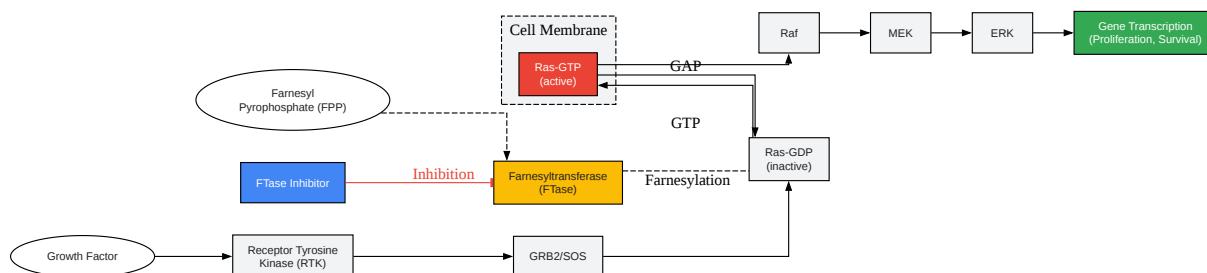 Cell Membrane
Ras-GTP
(active)
GAP
Raf
MEK
ERK
Gene Transcription
(Proliferation, Survival)
Farnesyl
Pyrophosphate (FPP)
GTP
Ras-GDP
(inactive)
FTase Inhibitor
Inhibition
Farnesyltransferase
(FTase)
Farnesylation
Growth Factor
Receptor Tyrosine
Kinase (RTK)
GRB2/SOS